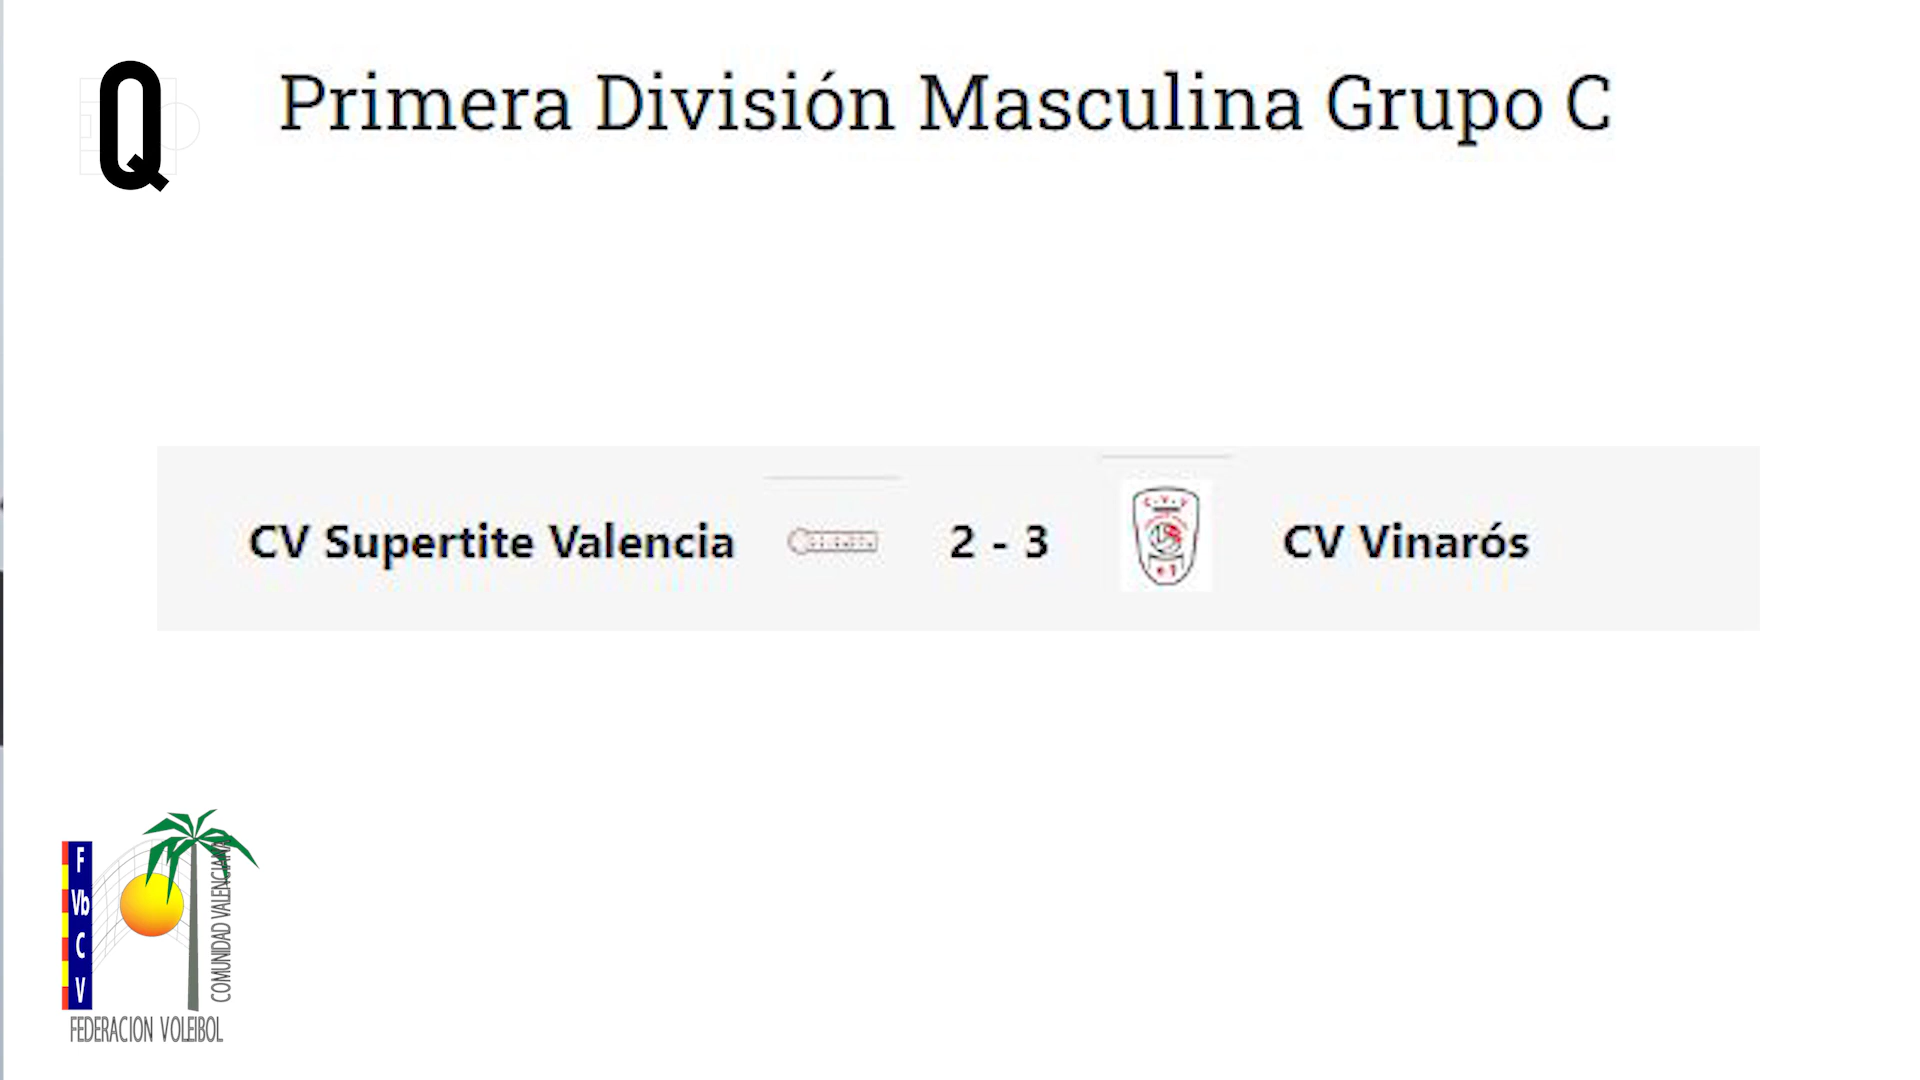 Q
Primera División Masculina Grupo C
CV Supertite Valencia 2 - 3 CV Vinarós
C.V.V
F
Vb
C
V
COMUNIDAD VALENCIANA
FEDERACION VOLEIBOL